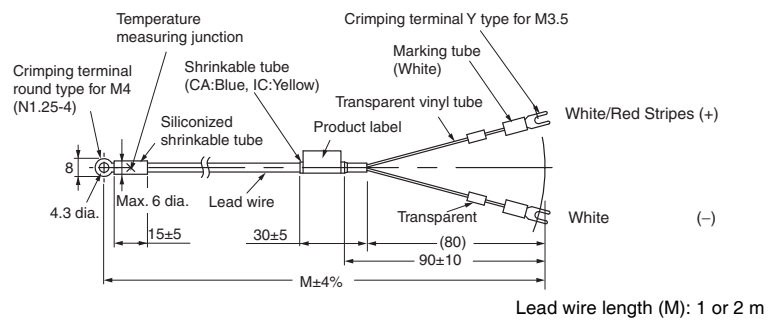 Temperature
measuring junction
Crimping terminal Y type for M3.5
Marking tube
(White)
Crimping terminal
round type for M4
(N1.25-4)
Shrinkable tube
(CA:Blue, IC:Yellow)
Siliconized
shrinkable tube
Product label
Transparent vinyl tube
White/Red Stripes (+)
8
4.3 dia.
Max. 6 dia.
Lead wire
Transparent
White (−)
15±5
30±5
(80)
90±10
M±4%
Lead wire length (M): 1 or 2 m